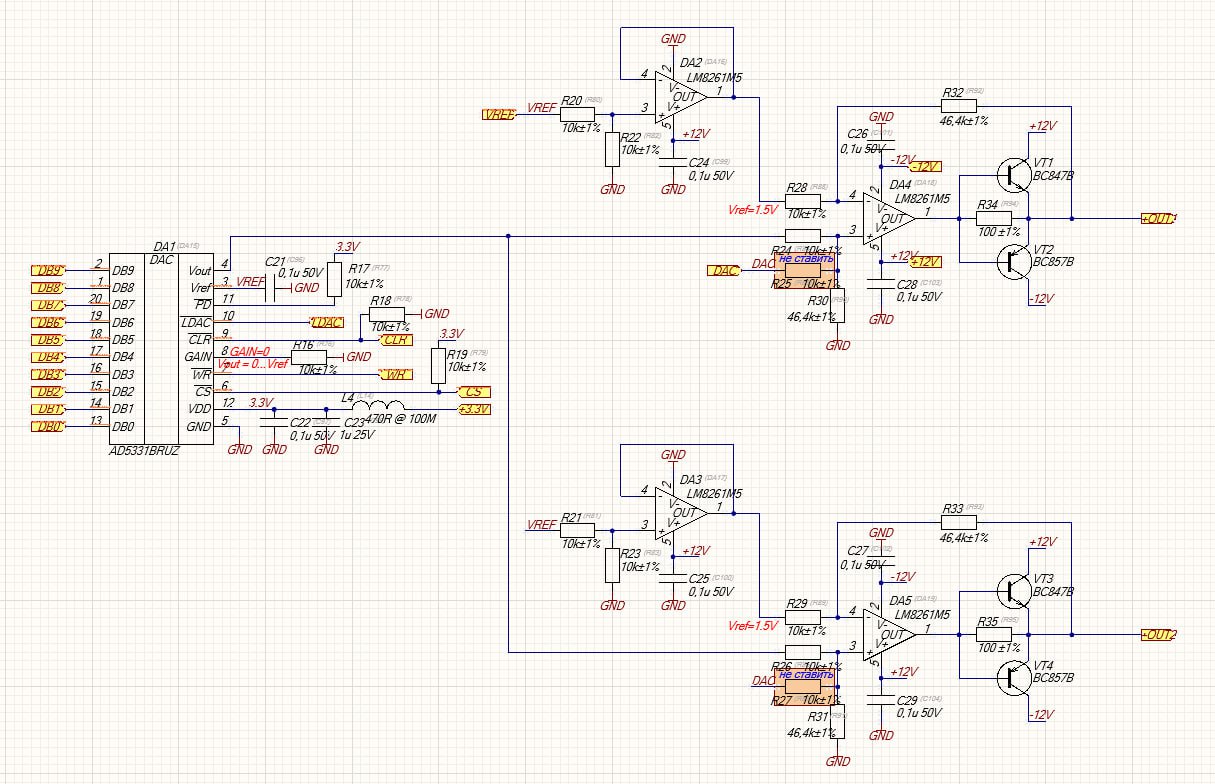 GND
DA2 (DA16)
LM8261M5
4
2
-
V-
OUT
V+
+
1
3
5
VREF
VREF
R20 (R80)
10k±1%
R22 (R82)
10k±1%
+12V
C24 (C99)
0,1u 50V
GND
GND
R32 (R92)
46,4k±1%
GND
C26
0,1u 50V
-12V
-12V
DA4 (DA18)
LM8261M5
4
2
-
V-
OUT
V+
+
1
3
5
+12V
+12V
C28 (C103)
0,1u 50V
GND
+12V
VT1
BC847B
R34 (R94)
100 ±1%
+OUT1
VT2
BC857B
-12V
R28 (R88)
10k±1%
Vref=1.5V
R24
10k±1%
не ставить
DAC
DAC
R25
10k±1%
R30
46,4k±1%
GND
DA1 (DA15)
DAC
DB9
DB8
DB7
DB6
DB5
DB4
DB3
DB2
DB1
DB0
2
1
20
19
18
17
16
15
14
13
DB9
DB8
DB7
DB6
DB5
DB4
DB3
DB2
DB1
DB0
Vout
Vref
PD
LDAC
CLR
GAIN
WR
CS
VDD
GND
4
3
11
10
9
8
7
6
12
5
AD5331BRUZ
VREF
C21 (C96)
0,1u 50V
GND
3.3V
R17 (R77)
10k±1%
R18 (R78)
10k±1%
GND
LDAC
CLR
GAIN=0
Vout = 0...Vref
R16
10k±1%
GND
WR
3.3V
R19 (R79)
10k±1%
CS
3.3V
L4
470R @ 100M
+3.3V
C22
0,1u 50V
C23
1u 25V
GND
GND
GND
GND
DA3 (DA17)
LM8261M5
4
2
-
V-
OUT
V+
+
1
3
5
VREF
R21 (R81)
10k±1%
R23 (R83)
10k±1%
+12V
C25 (C100)
0,1u 50V
GND
GND
R33 (R93)
46,4k±1%
GND
C27
0,1u 50V
-12V
DA5 (DA19)
LM8261M5
4
2
-
V-
OUT
V+
+
1
3
5
+12V
C29 (C104)
0,1u 50V
GND
+12V
VT3
BC847B
R35 (R95)
100 ±1%
+OUT2
VT4
BC857B
-12V
R29 (R89)
10k±1%
Vref=1.5V
R26
10k±1%
не ставить
DAC
R27
10k±1%
R31
46,4k±1%
GND